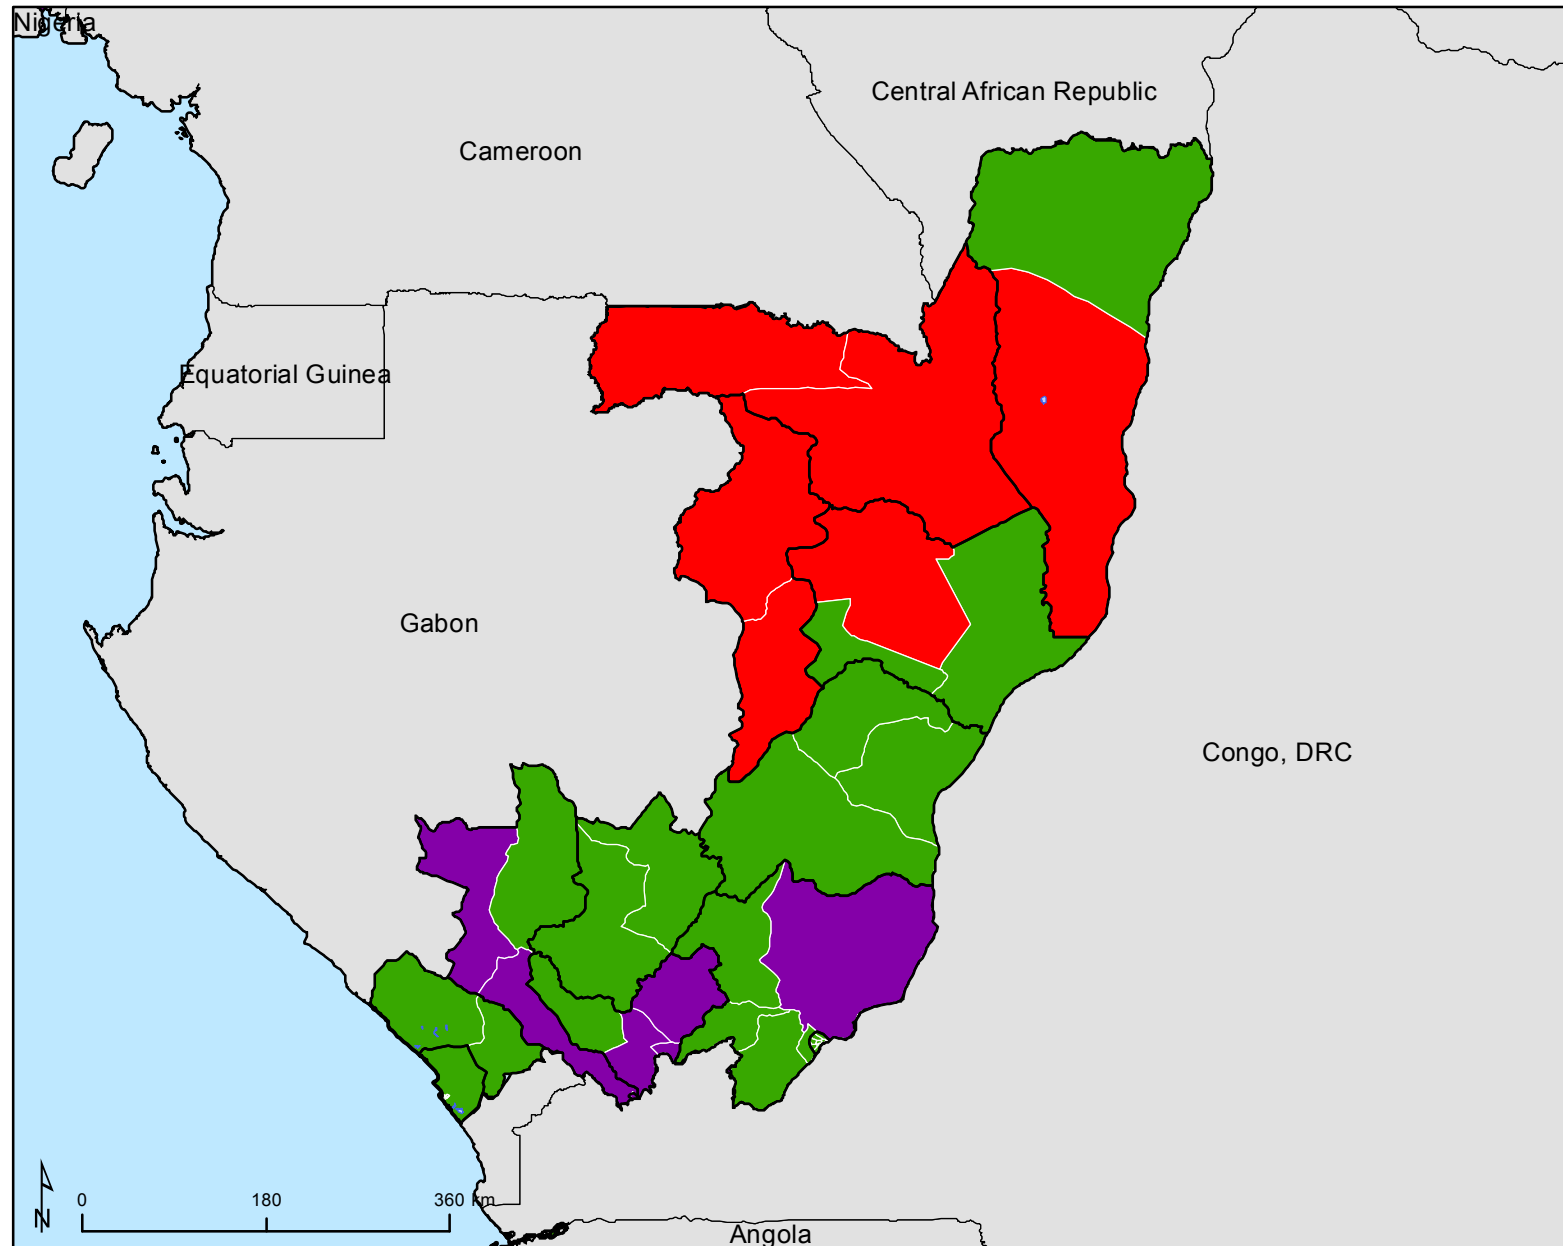 Nigeria
Central African Republic
Cameroon
Equatorial Guinea
Gabon
Congo, DRC
N
0 180 360 km
Angola